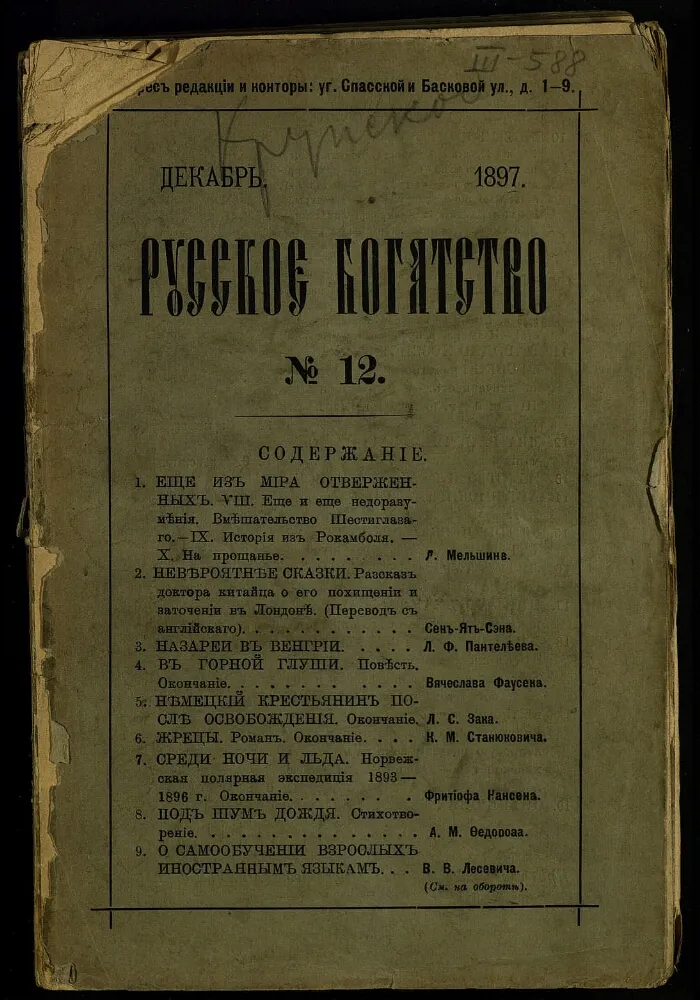 III-588
ресъ редакціи и конторы: уг. Спасской и Басковой ул., д. 1—9.
ДЕКАБРЬ. 1897.
РУССКОЕ БОГАТСТВО
№ 12.
СОДЕРЖАНІЕ.
1. ЕЩЕ ИЗЪ МІРА ОТВЕРЖЕН-
НЫХЪ. VIII. Еще и еще недоразу-
мѣнія. Вмѣшательство Шестиглаза-
го.—IX. Исторія изъ Рокамболя. —
X. На прощанье. . . . . . . . Л. Мельшина.
2. НЕВѢРОЯТНѢЕ СКАЗКИ. Разсказъ
доктора китайца о его похищеніи и
заточеніи въ Лондонѣ. (Переводъ съ
англійскаго). . . . . . . . . . . . Сенъ-Ятъ-Сэна.
3. НАЗАРЕИ ВЪ ВЕНГРІИ. . . . . Л. Ф. Пантелѣева.
4. ВЪ ГОРНОЙ ГЛУШИ. Повѣсть.
Окончаніе. . . . . . . . . . . . . Вячеслава Фаусека.
5. НѢМЕЦКІЙ КРЕСТЬЯНИНЪ ПО-
СЛѢ ОСВОБОЖДЕНІЯ. Окончаніе. Л. С. Зака.
6. ЖРЕЦЫ. Романъ. Окончаніе. . . . К. М. Станюковича.
7. СРЕДИ НОЧИ И ЛЬДА. Норвеж-
ская полярная экспедиція 1893—
1896 г. Окончаніе. . . . . . . . Фритіофа Нансена.
8. ПОДЪ ШУМЪ ДОЖДЯ. Стихотво-
реніе. . . . . . . . . . . . . . . А. М. Ѳедорова.
9. О САМООБУЧЕНІИ ВЗРОСЛЫХЪ
ИНОСТРАННЫМЪ ЯЗЫКАМЪ. . . В. В. Лесевича.
(См. на оборотѣ).